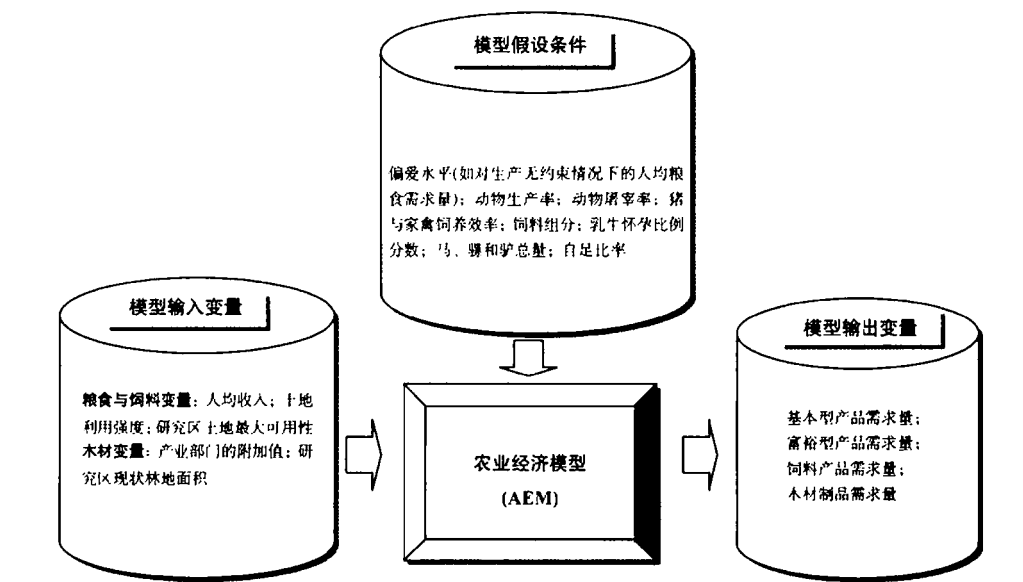 模型假设条件
偏爱水平(如对生产无约束情况下的人均粮
食需求量)；动物生产率；动物屠宰率；猪
与家禽饲养效率；饲料组分；乳牛怀孕比例
分数；马、骡和驴总量；自足比率
模型输入变量
粮食与饲料变量：人均收入；土地
利用强度；研究区土地最大可用性
木材变量：产业部门的附加值；研
究区现状林地面积
农业经济模型
(AEM)
模型输出变量
基本型产品需求量；
富裕型产品需求量；
饲料产品需求量；
木材制品需求量